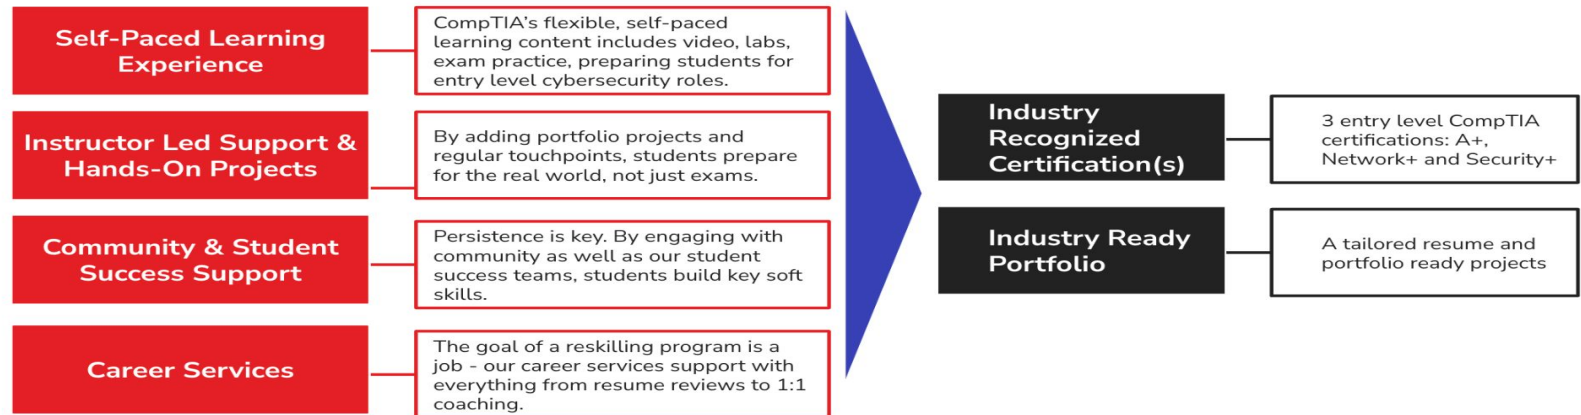 Self-Paced Learning
Experience
CompTIA's flexible, self-paced
learning content includes video, labs,
exam practice, preparing students for
entry level cybersecurity roles.
Instructor Led Support &
Hands-On Projects
By adding portfolio projects and
regular touchpoints, students prepare
for the real world, not just exams.
Community & Student
Success Support
Persistence is key. By engaging with
community as well as our student
success teams, students build key soft
skills.
Career Services
The goal of a reskilling program is a
job - our career services support with
everything from resume reviews to 1:1
coaching.
Industry
Recognized
Certification(s)
3 entry level CompTIA
certifications: A+,
Network+ and Security+
Industry Ready
Portfolio
A tailored resume and
portfolio ready projects